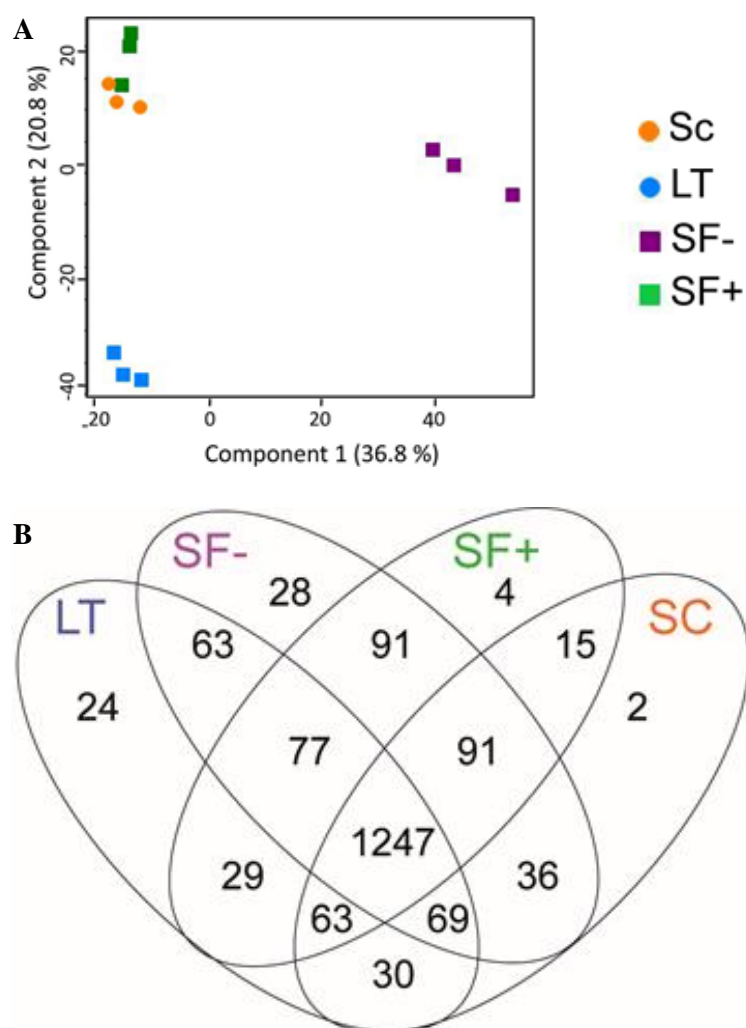 A
Component 2 (20.8 %)
20
0
-20
-40
-20
0
20
40
Component 1 (36.8 %)
Sc
LT
SF-
SF+
B
SF-
SF+
LT
SC
28
4
63
91
15
24
2
77
91
1247
29
36
63
69
30